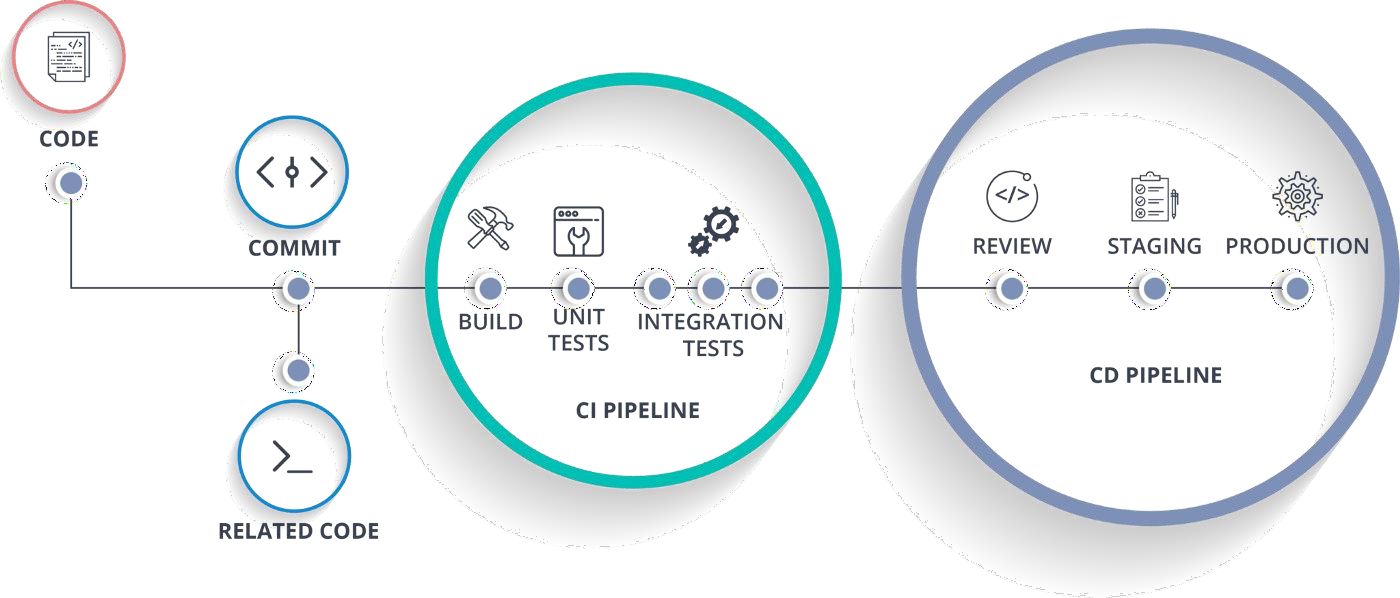 CODE
COMMIT
RELATED CODE
BUILD
UNIT
TESTS
INTEGRATION
TESTS
CI PIPELINE
REVIEW
STAGING
PRODUCTION
CD PIPELINE